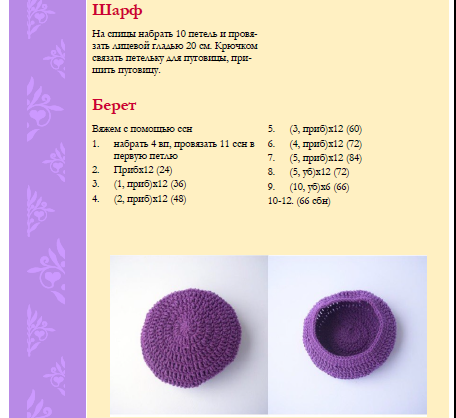 Шарф
На спицы набрать 10 петель и провя-
зать лицевой гладью 20 см. Крючком
связать петельку для пуговицы, при-
шить пуговицу.
Берет
Вяжем с помощью ссн
1. набрать 4 вп, провязать 11 ссн в
первую петлю
2. Прибх12 (24)
3. (1, приб)х12 (36)
4. (2, приб)х12 (48)
5. (3, приб)х12 (60)
6. (4, приб)х12 (72)
7. (5, приб)х12 (84)
8. (5, уб)х12 (72)
9. (10, уб)х6 (66)
10-12. (66 сбн)